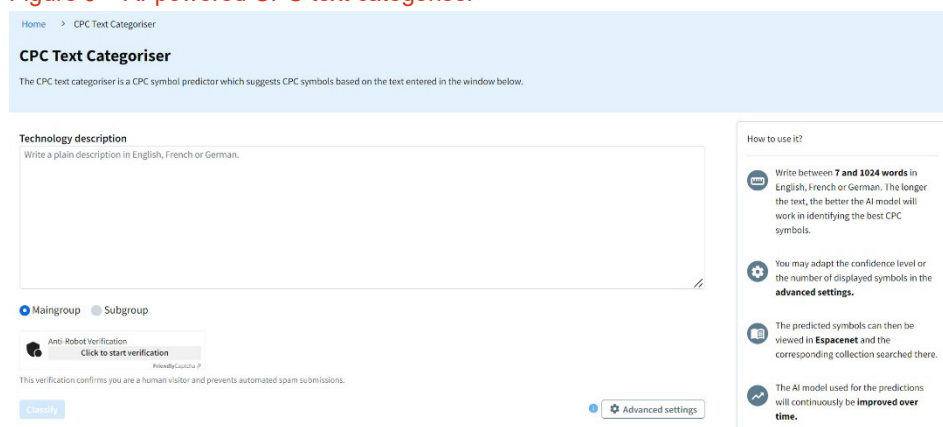 Home > CPC Text Categoriser
CPC Text Categoriser
The CPC text categoriser is a CPC symbol predictor which suggests CPC symbols based on the text entered in the window below.
Technology description
Write a plain description in English, French or German.
Maingroup Subgroup
Anti-Robot Verification
Click to start verification
FriendlyCaptcha
This verification confirms you are a human visitor and prevents automated spam submissions.
Classify
Advanced settings
How to use it?
Write between 7 and 1024 words in
English, French or German. The longer
the text, the better the AI model will
work in identifying the best CPC
symbols.
You may adapt the confidence level or
the number of displayed symbols in the
advanced settings.
The predicted symbols can then be
viewed in Espacenet and the
corresponding collection searched there.
The AI model used for the predictions
will continuously be improved over
time.